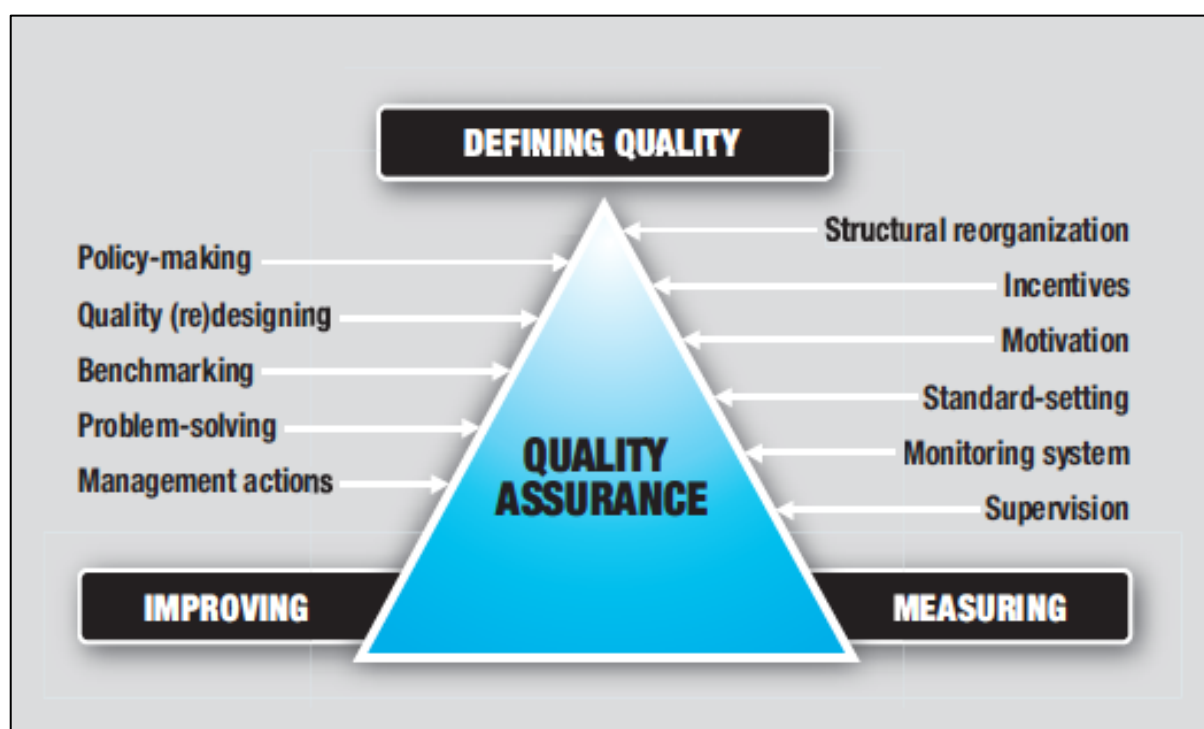 DEFINING QUALITY
Policy-making
Quality (re)designing
Benchmarking
Problem-solving
Management actions
Structural reorganization
Incentives
Motivation
Standard-setting
Monitoring system
Supervision
QUALITY
ASSURANCE
IMPROVING
MEASURING